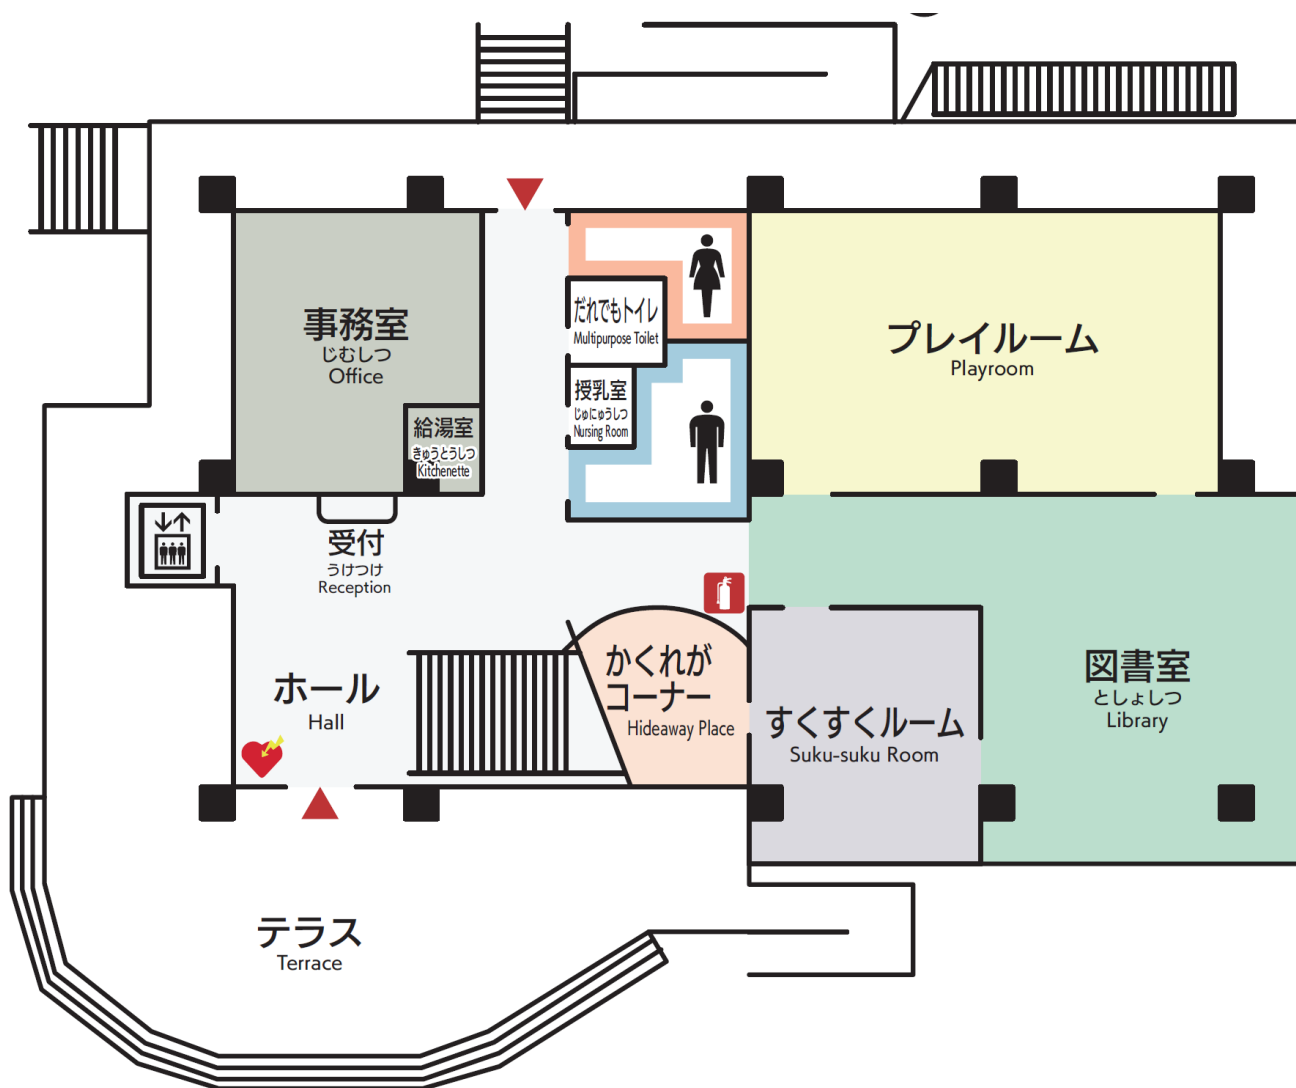 事務室
じむしつ
Office
給湯室
きゅうとうしつ
Kitchenette
だれでもトイレ
Multipurpose Toilet
授乳室
じゅにゅうしつ
Nursing Room
プレイルーム
Playroom
受付
うけつけ
Reception
ホール
Hall
かくれが
コーナー
Hideaway Place
すくすくルーム
Suku-suku Room
図書室
としょしつ
Library
テラス
Terrace